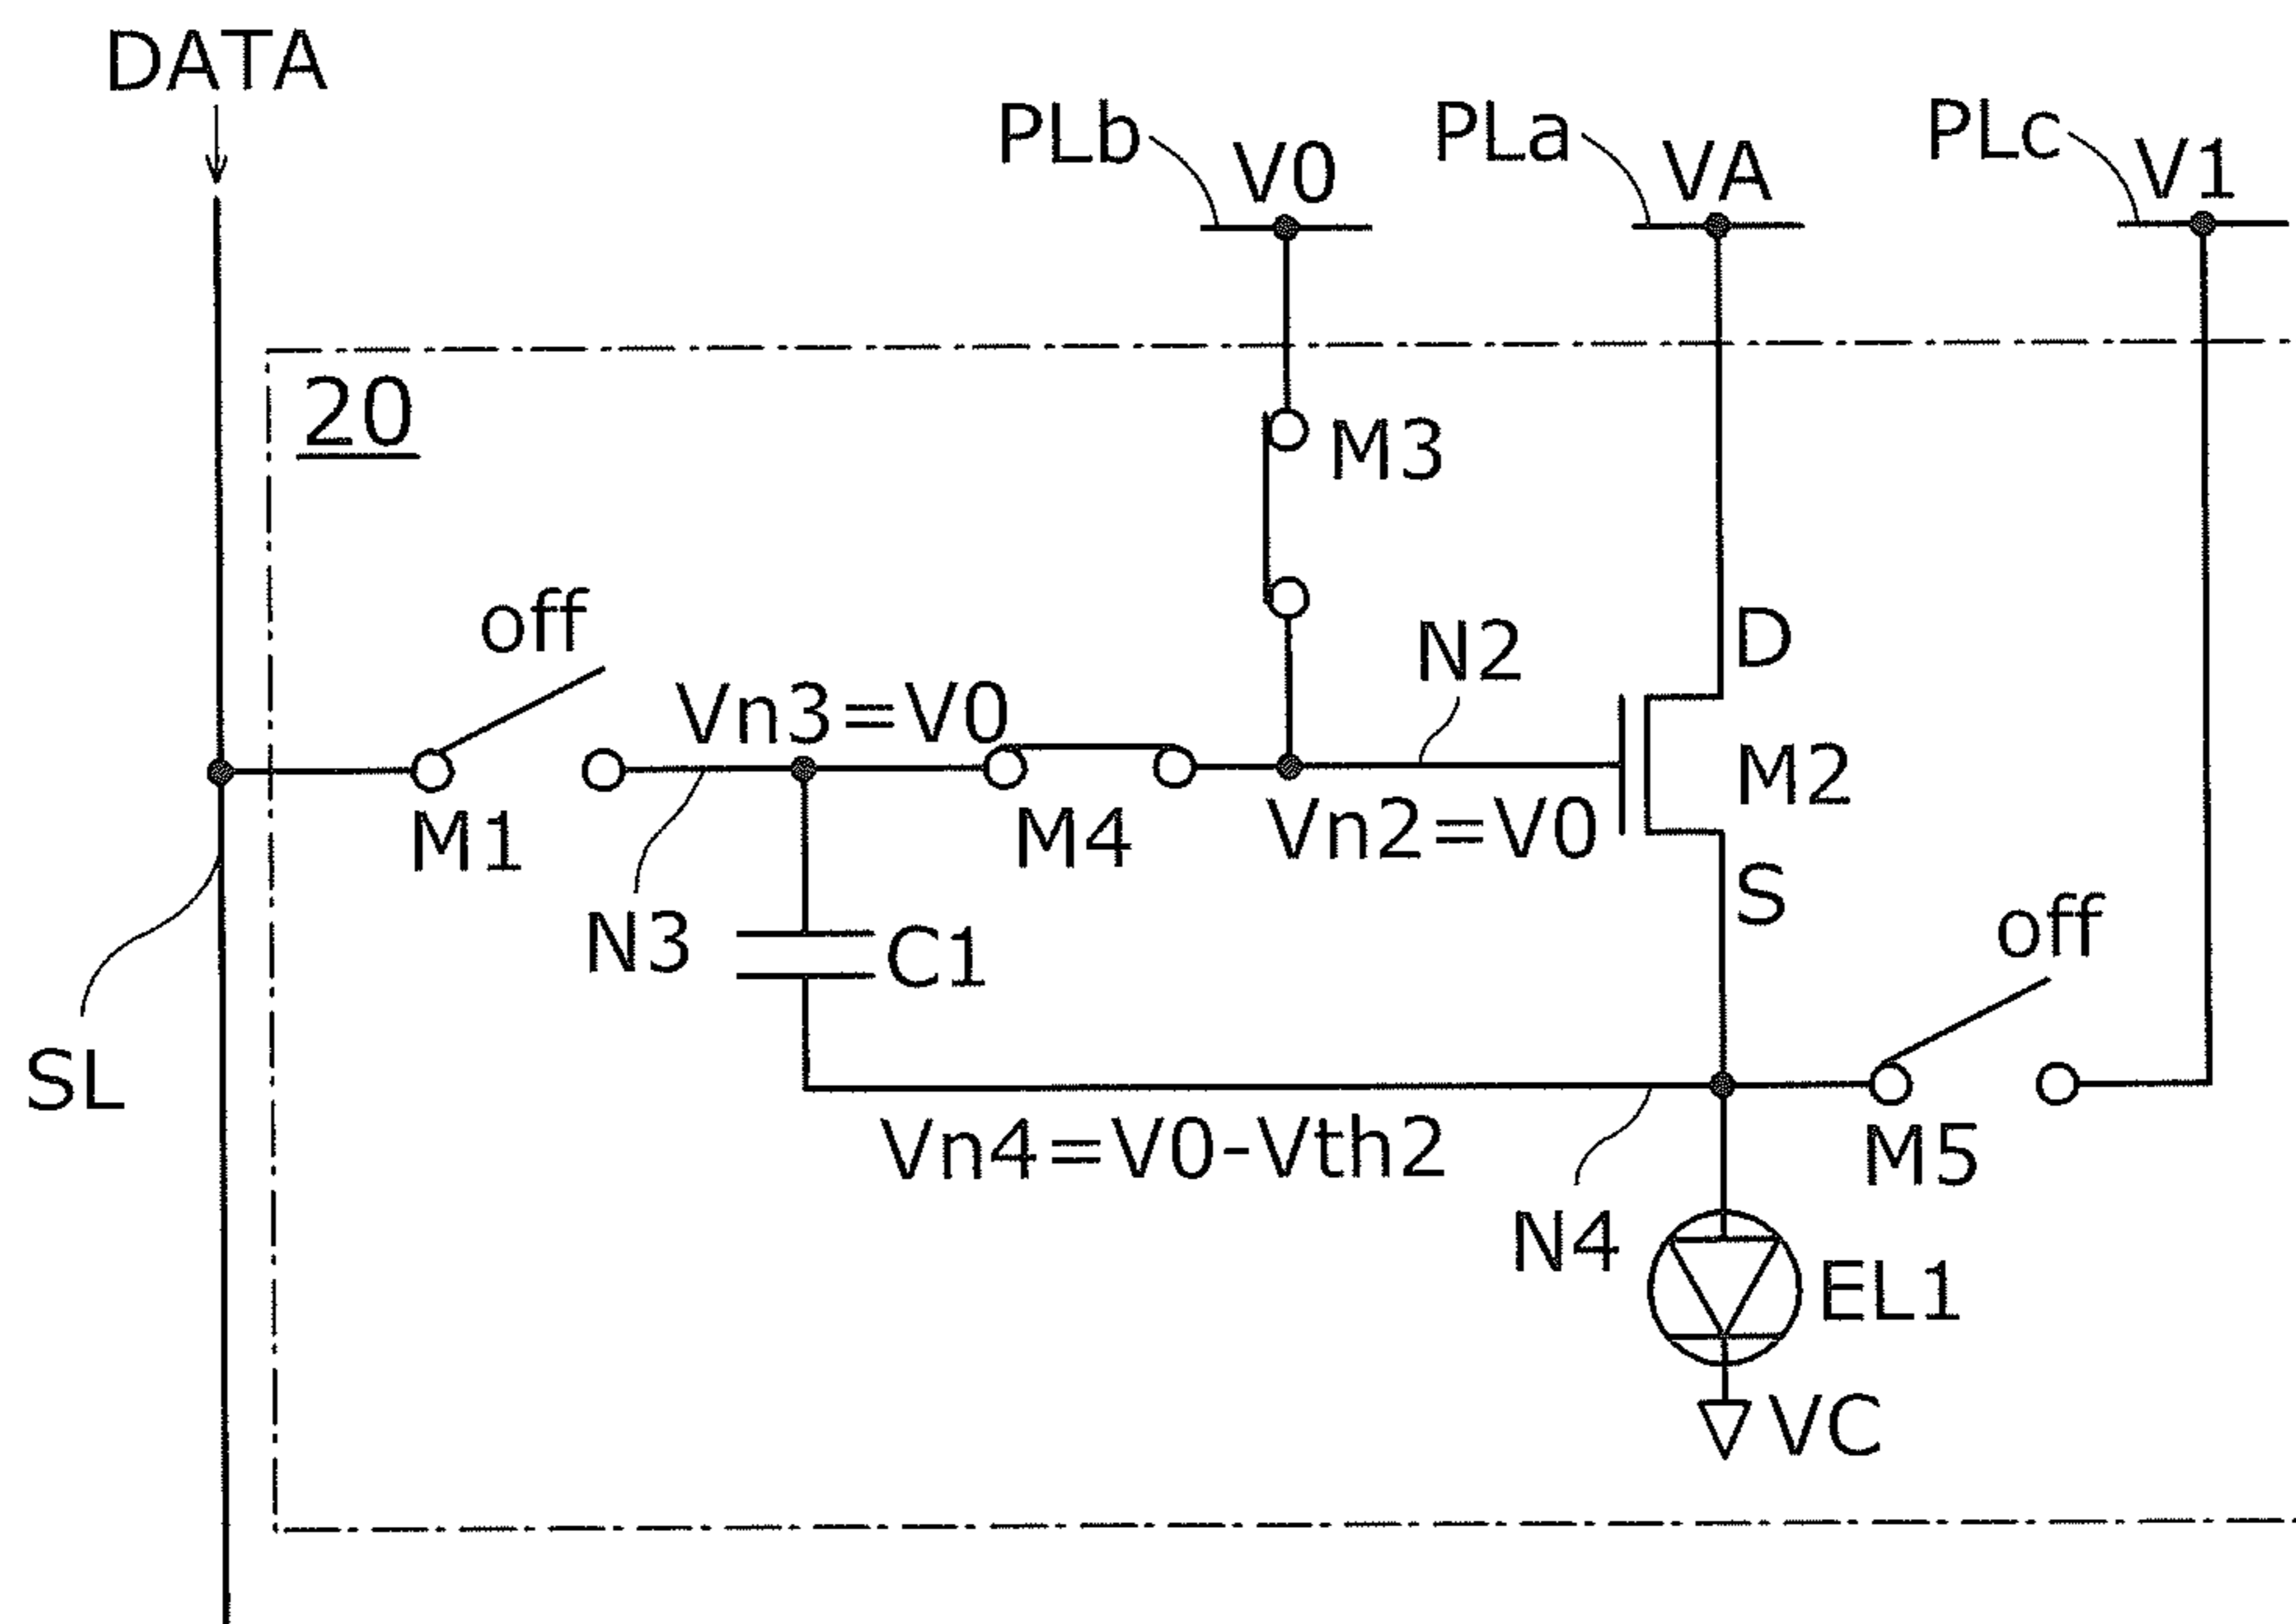 DATA
PLb
V0
PLa
VA
PLc
V1
20
M3
off
N2
D
Vn3=V0
M2
M1
M4
Vn2=V0
S
N3
C1
off
SL
Vn4=V0-Vth2
M5
N4
EL1
VC